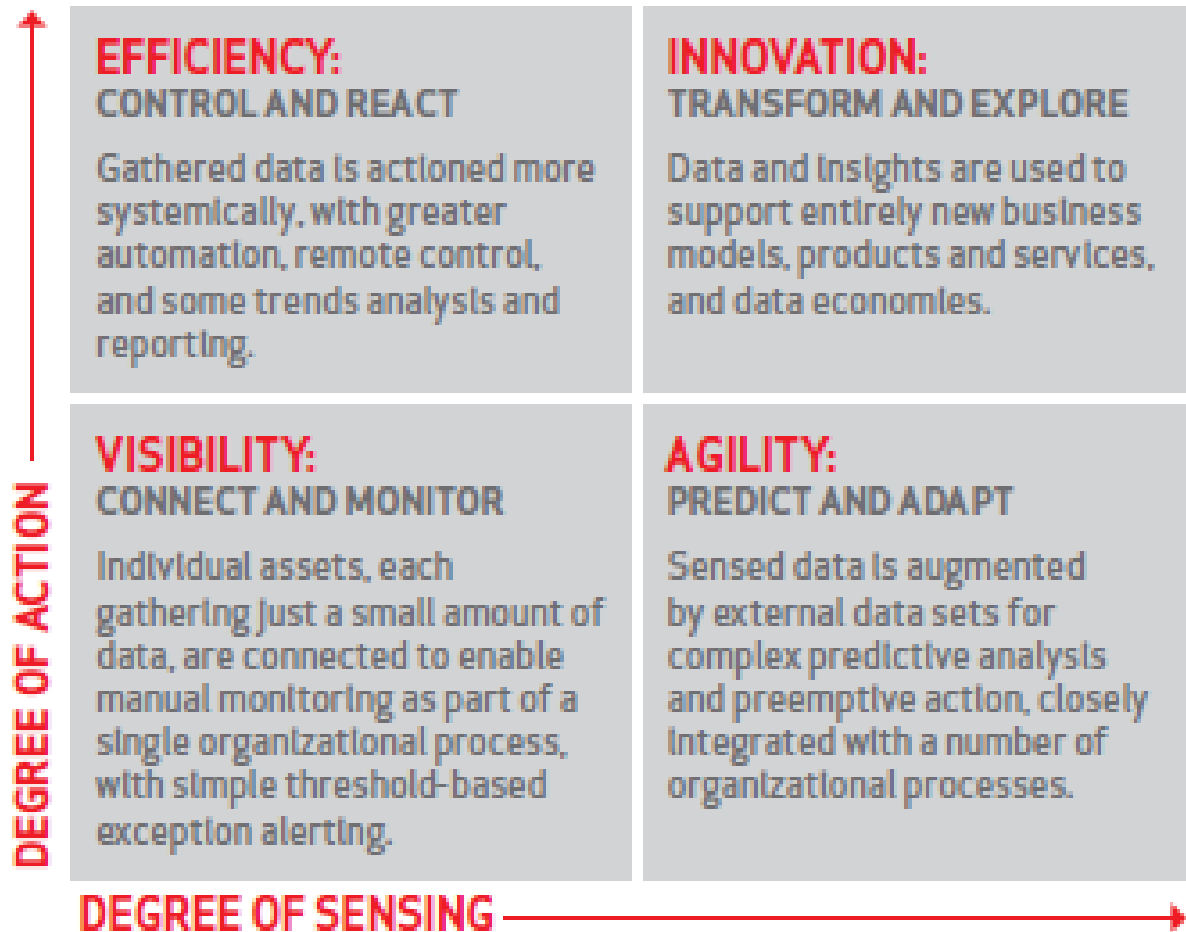 EFFICIENCY:
CONTROL AND REACT
Gathered data is actioned more
systemically, with greater
automation, remote control,
and some trends analysis and
reporting.
INNOVATION:
TRANSFORM AND EXPLORE
Data and insights are used to
support entirely new business
models, products and services,
and data economies.
VISIBILITY:
CONNECT AND MONITOR
Individual assets, each
gathering just a small amount of
data, are connected to enable
manual monitoring as part of a
single organizational process,
with simple threshold-based
exception alerting.
AGILITY:
PREDICT AND ADAPT
Sensed data is augmented
by external data sets for
complex predictive analysis
and preemptive action, closely
integrated with a number of
organizational processes.
DEGREE OF ACTION
DEGREE OF SENSING